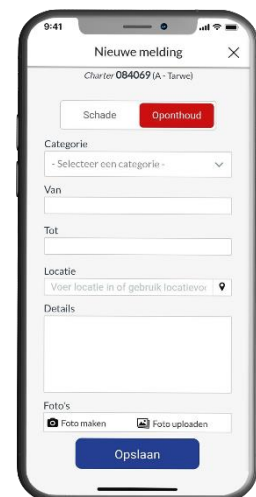 9:41
Nieuwe melding
Charter 084069 (A - Tarwe)
Schade Oponthoud
Categorie
- Selecteer een categorie -
Van
Tot
Locatie
Voer locatie in of gebruik locatievoo
Details
Foto's
Foto maken Foto uploaden
Opslaan